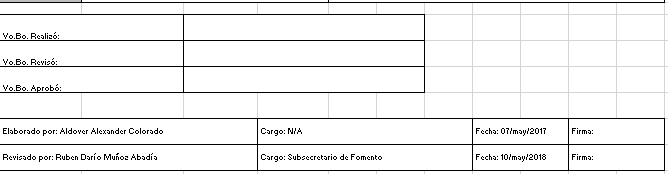 Vo.Bo. Realizó:
Vo.Bo. Revisó:
Vo.Bo. Aprobó:
Elaborado por: Aldover Alexander Colorado Cargo: N/A Fecha: 07/may/2017 Firma:
Revisado por: Ruben Darío Muñoz Abadía Cargo: Subsecretario de Fomento Fecha: 10/may/2018 Firma: